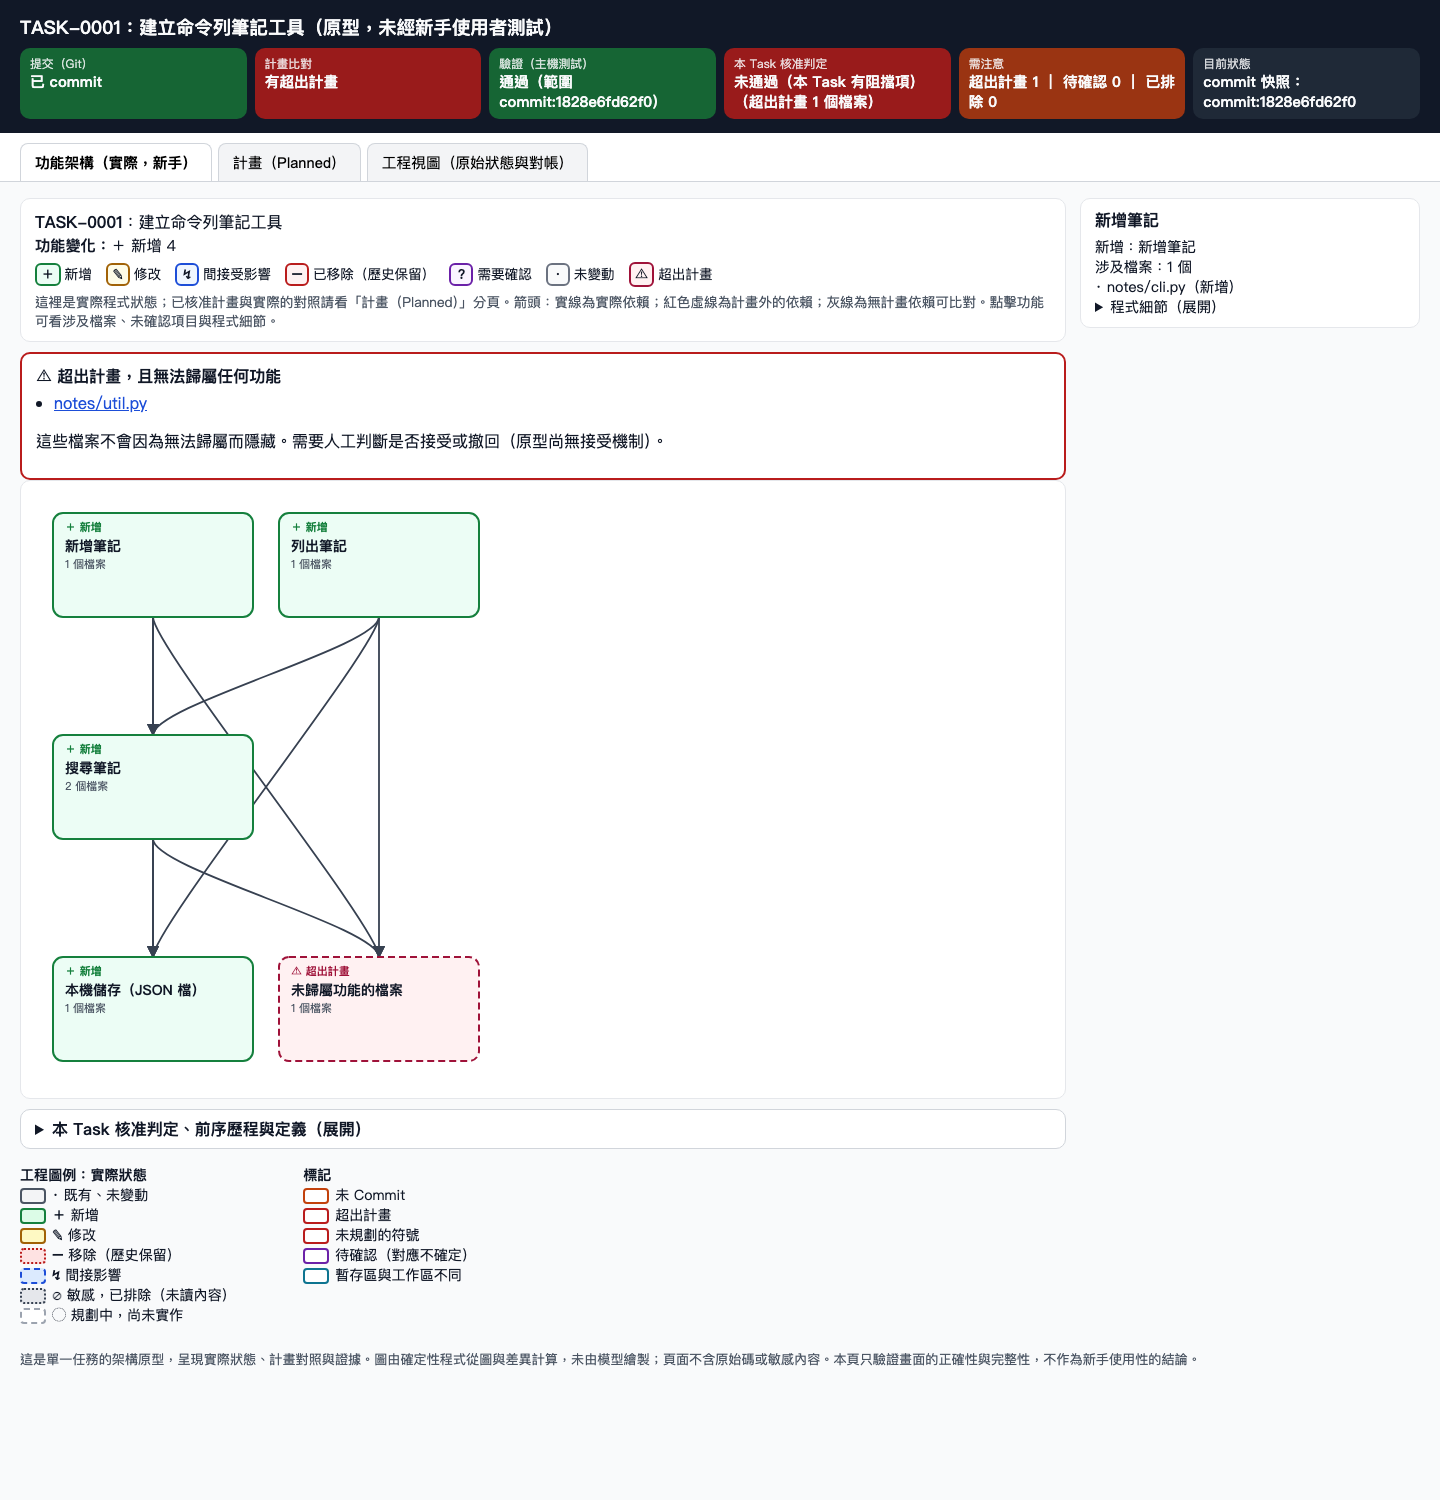 TASK-0001：建立命令列筆記工具（原型，未經新手使用者測試）
提交（Git）
已 commit
計畫比對
有超出計畫
驗證（主機測試）
通過（範圍
commit:1828e6fd62f0）
本 Task 核准判定
未通過（本 Task 有阻擋項）
（超出計畫 1 個檔案）
需注意
超出計畫 1 ｜ 待確認 0 ｜ 已排
除 0
目前狀態
commit 快照：
commit:1828e6fd62f0
功能架構（實際，新手）
計畫（Planned）
工程視圖（原始狀態與對帳）
TASK-0001：建立命令列筆記工具
功能變化：＋ 新增 4
＋ 新增 ✎ 修改 ↯ 間接受影響 − 已移除（歷史保留） ? 需要確認 · 未變動 ⚠ 超出計畫
這裡是實際程式狀態；已核准計畫與實際的對照請看「計畫（Planned）」分頁。箭頭：實線為實際依賴；紅色虛線為計畫外的依賴；灰線為無計畫依賴可比對。點擊功能
可看涉及檔案、未確認項目與程式細節。
新增筆記
新增：新增筆記
涉及檔案：1 個
· notes/cli.py（新增）
▶ 程式細節（展開）
⚠ 超出計畫，且無法歸屬任何功能
• notes/util.py
這些檔案不會因為無法歸屬而隱藏。需要人工判斷是否接受或撤回（原型尚無接受機制）。
＋ 新增
新增筆記
1 個檔案
＋ 新增
列出筆記
1 個檔案
＋ 新增
搜尋筆記
2 個檔案
＋ 新增
本機儲存（JSON 檔）
1 個檔案
⚠ 超出計畫
未歸屬功能的檔案
1 個檔案
▶ 本 Task 核准判定、前序歷程與定義（展開）
工程圖例：實際狀態
· 既有、未變動
＋ 新增
✎ 修改
− 移除（歷史保留）
↯ 間接影響
⊘ 敏感，已排除（未讀內容）
◌ 規劃中，尚未實作
標記
未 Commit
超出計畫
未規劃的符號
待確認（對應不確定）
暫存區與工作區不同
這是單一任務的架構原型，呈現實際狀態、計畫對照與證據。圖由確定性程式從圖與差異計算，未由模型繪製；頁面不含原始碼或敏感內容。本頁只驗證畫面的正確性與完整性，不作為新手使用性的結論。